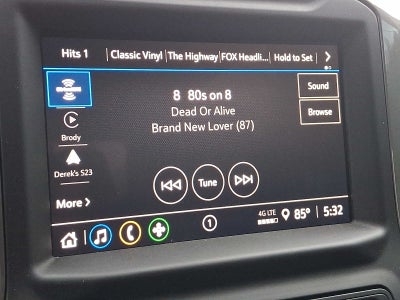 Hits 1 Classic Vinyl The Highway FOX Headli... Hold to Set
Sound
8 80s on 8
Dead Or Alive
Brand New Lover (87)
Browse
Brody
Derek's S23
Tune
More
4G LTE
85° 5:32
1